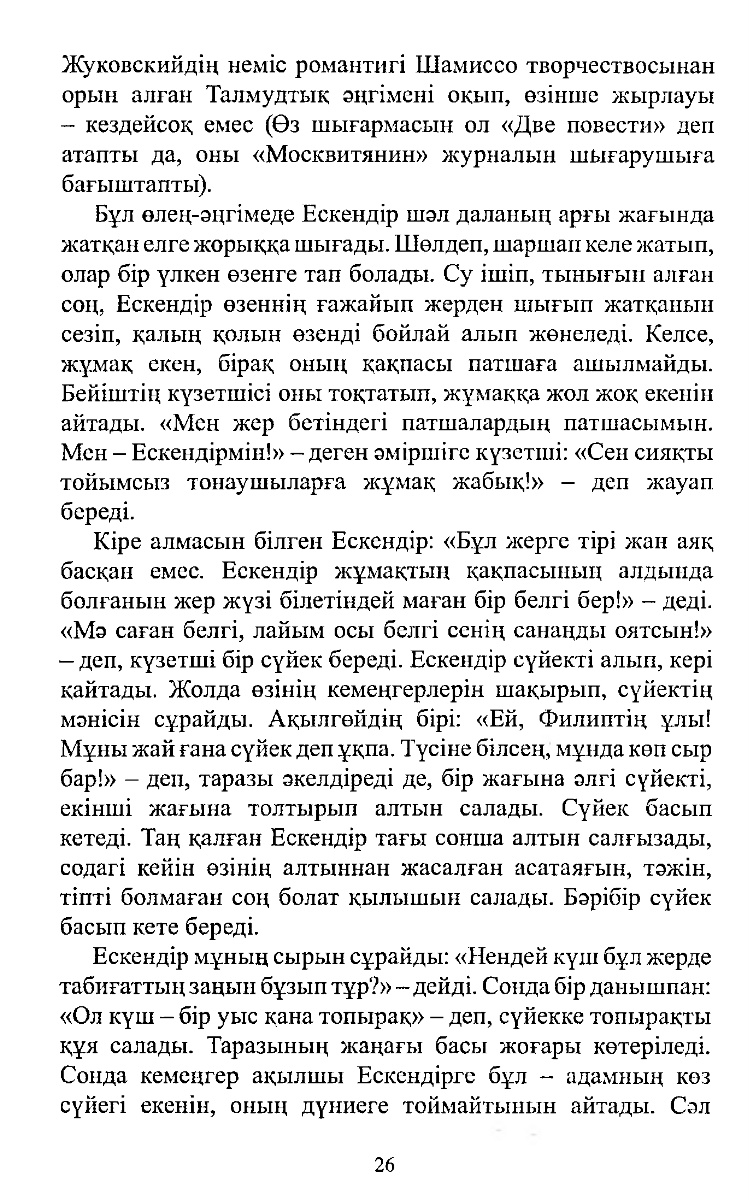 Жуковскийдің неміс романтигі Шамиссо творчествосынан
орын алған Талмудтық әңгімені оқып, өзінше жырлауы
– кездейсоқ емес (Өз шығармасын ол «Две повести» деп
атапты да, оны «Москвитянин» журналын шығарушыға
бағыштапты).
Бұл өлең-әңгімеде Ескендір шәл даланың арғы жағында
жатқан елге жорыққа шығады. Шөлдеп, шаршап келе жатып,
олар бір үлкен өзенге тап болады. Су ішіп, тынығып алған
соң, Ескендір өзеннің ғажайып жерден шығып жатқанын
сезіп, қалың қолын өзенді бойлай алып жөнеледі. Келсе,
жұмақ екен, бірақ оның қақпасы патшаға ашылмайды.
Бейіштің күзетшісі оны тоқтатып, жұмаққа жол жоқ екенін
айтады. «Мен жер бетіндегі патшалардың патшасымын.
Мен – Ескендірмін!» – деген әміршіге күзетші: «Сен сияқты
тойымсыз тонаушыларға жұмақ жабық!» – деп жауап
береді.
Кіре алмасын білген Ескендір: «Бұл жерге тірі жан аяқ
басқан емес. Ескендір жұмақтың қақпасының алдында
болғанын жер жүзі білетіндей маған бір белгі бер!» – деді.
«Мә саған белгі, лайым осы белгі сенің санаңды оятсын!»
– деп, күзетші бір сүйек береді. Ескендір сүйекті алып, кері
қайтады. Жолда өзінің кемеңгерлерін шақырып, сүйектің
мәнісін сұрайды. Ақылгөйдің бірі: «Ей, Филиптің ұлы!
Мұны жай ғана сүйек деп ұқпа. Түсіне білсең, мұнда көп сыр
бар!» – деп, таразы әкелдіреді де, бір жағына әлгі сүйекті,
екінші жағына толтырып алтын салады. Сүйек басып
кетеді. Таң қалған Ескендір тағы сонша алтын салғызады,
содагі кейін өзінің алтыннан жасалған асатаяғын, тәжін,
тіпті болмаған соң болат қылышын салады. Бәрібір сүйек
басып кете береді.
Ескендір мұның сырын сұрайды: «Нендей күш бұл жерде
табиғаттың заңын бұзып тұр?» – дейді. Сонда бір данышпан:
«Ол күш – бір уыс қана топырақ» – деп, сүйекке топырақты
құя салады. Таразының жаңағы басы жоғары көтеріледі.
Сонда кемеңгер ақылшы Ескендірге бұл – адамның көз
сүйегі екенін, оның дүниеге тоймайтынын айтады. Сәл
26